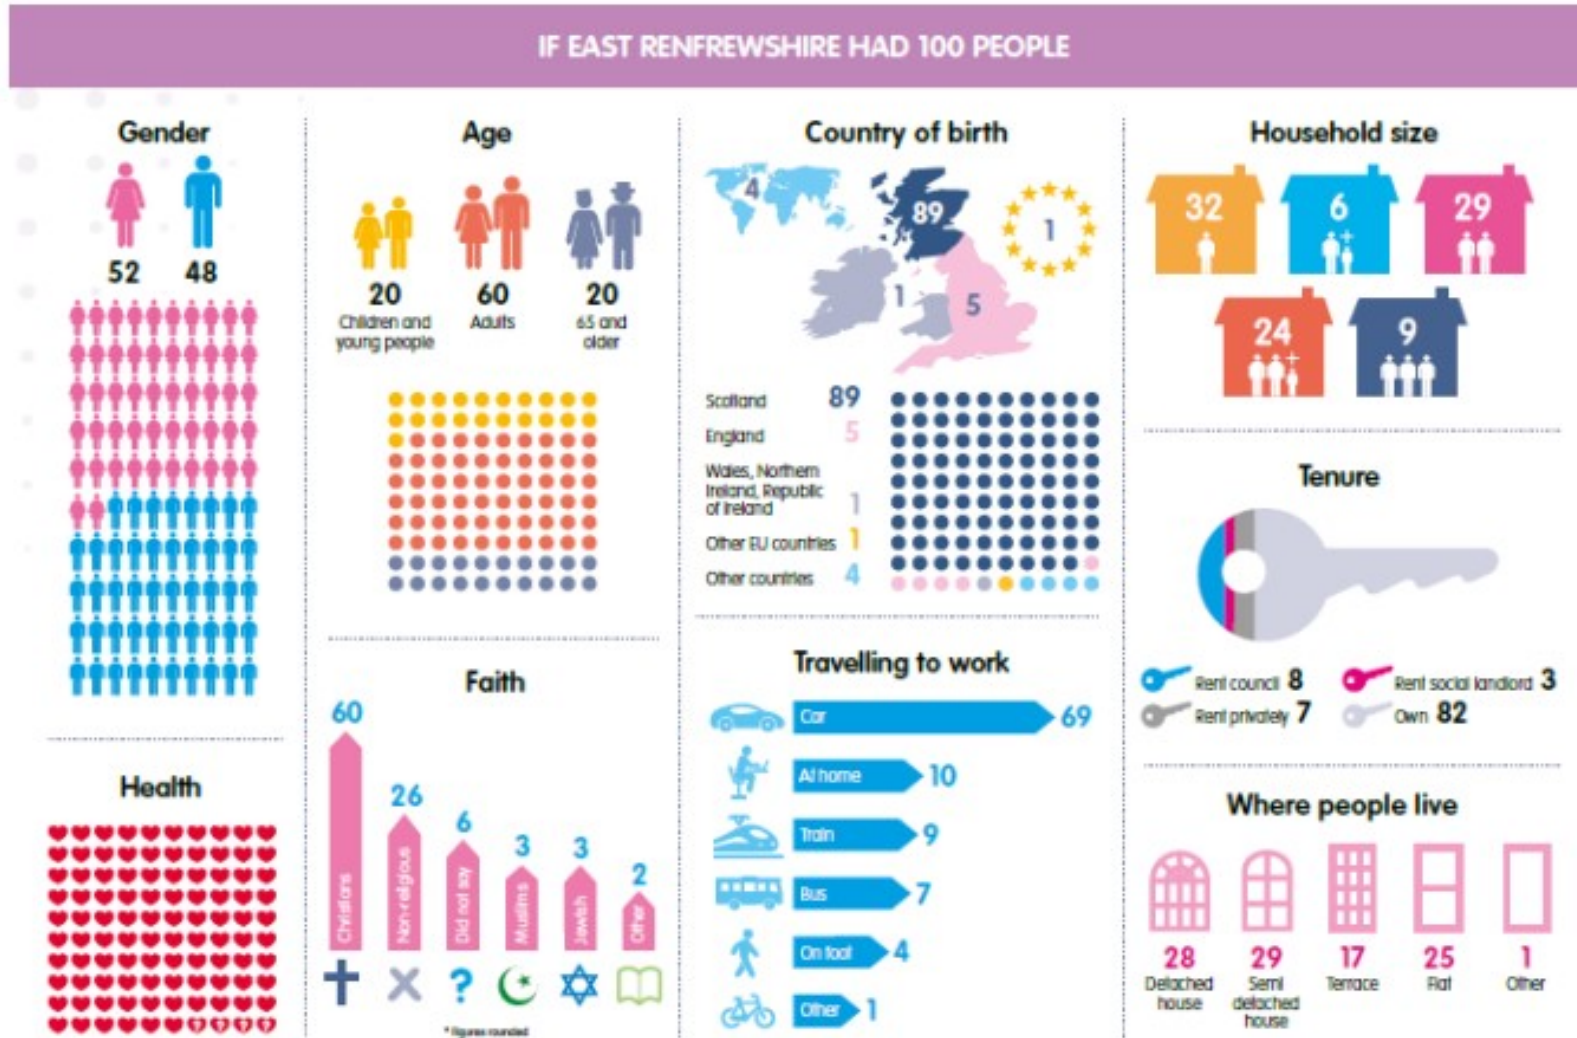 IF EAST RENFREWSHIRE HAD 100 PEOPLE
Gender
52 48
Health
Age
20 60 20
Children and young people
Adults
65 and older
Faith
60
26
6
3
3
2
Christians
Non-religious
Did not say
Muslims
Jewish
Other
* Figures rounded
Country of birth
4
89
1
1
5
Scotland 89
England 5
Wales, Northern
Ireland, Republic
of Ireland 1
Other EU countries 1
Other countries 4
Travelling to work
Car 69
At home 10
Train 9
Bus 7
On foot 4
Other 1
Household size
32 6 29
24 9
Tenure
Rent council 8 Rent social landlord 3
Rent privately 7 Own 82
Where people live
28 29 17 25 1
Detached house
Semi detached house
Terrace
Flat
Other